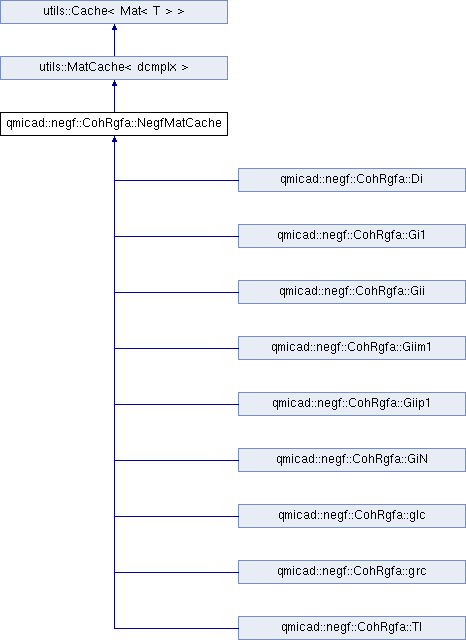 utils::Cache< Mat< T > >
utils::MatCache< dcmplx >
qmicad::negf::CohRgfa::NegfMatCache
qmicad::negf::CohRgfa::Di
qmicad::negf::CohRgfa::Gi1
qmicad::negf::CohRgfa::Gii
qmicad::negf::CohRgfa::Giim1
qmicad::negf::CohRgfa::Giip1
qmicad::negf::CohRgfa::GiN
qmicad::negf::CohRgfa::glc
qmicad::negf::CohRgfa::grc
qmicad::negf::CohRgfa::Tl